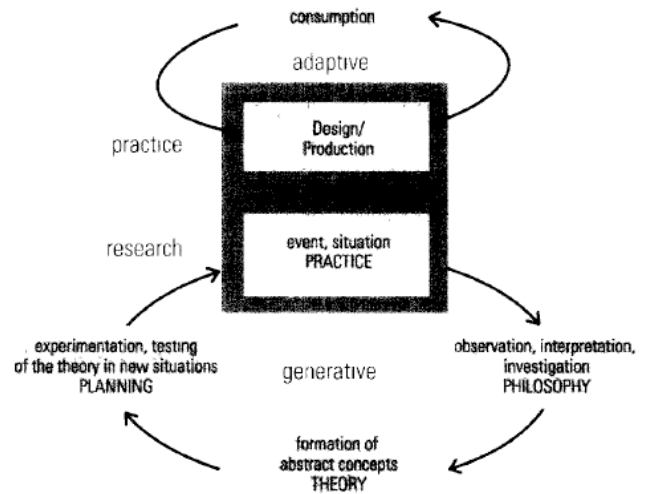 consumption
adaptive
Design/
Production
practice
research
event, situation
PRACTICE
experimentation, testing
of the theory in new situations
PLANNING
generative
observation, interpretation,
investigation
PHILOSOPHY
formation of
abstract concepts
THEORY